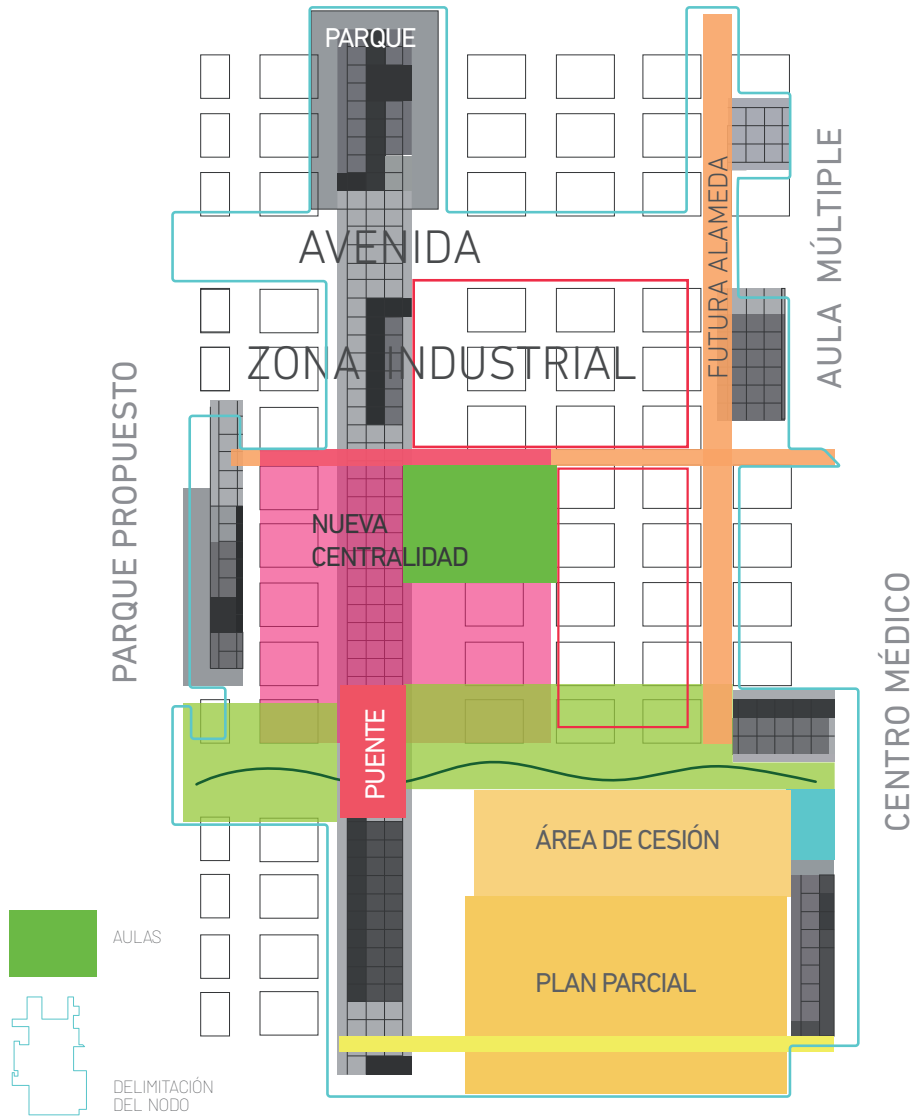 PARQUE
AVENIDA
FUTURA ALAMEDA
AULA MÚLTIPLE
ZONA INDUSTRIAL
PARQUE PROPUESTO
NUEVA
CENTRALIDAD
CENTRO MÉDICO
PUENTE
ÁREA DE CESIÓN
PLAN PARCIAL
AULAS
DELIMITACIÓN
DEL NODO